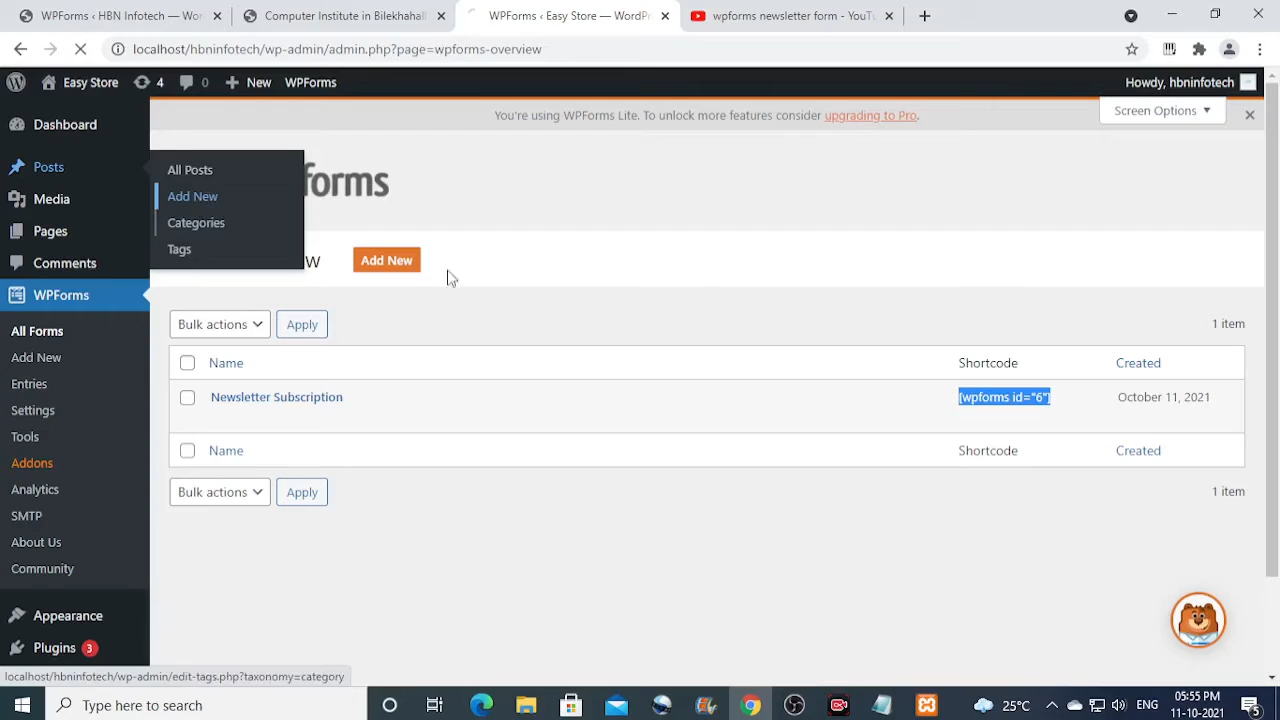 WPForms ‹ HBN Infotech — Wor
Computer Institute in Bilekahalli
WPForms ‹ Easy Store — WordPr
wpforms newsletter form - YouTu
localhost/hbninfotech/wp-admin/admin.php?page=wpforms-overview
Easy Store
4
0
New
WPForms
Howdy, hbninfotech
You're using WPForms Lite. To unlock more features consider upgrading to Pro.
Screen Options
Dashboard
Posts
Media
Pages
Comments
WPForms
All Forms
Add New
Entries
Settings
Tools
Addons
Analytics
SMTP
About Us
Community
Appearance
Plugins 3
All Posts
Add New
Categories
Tags
forms
W
Add New
Bulk actions
Apply
1 item
Name
Shortcode
Created
Newsletter Subscription
[wpforms id="6"]
October 11, 2021
Name
Shortcode
Created
Bulk actions
Apply
1 item
localhost/hbninfotech/wp-admin/edit-tags.php?taxonomy=category
Type here to search
25°C
ENG
05:55 PM
11-10-2021
5